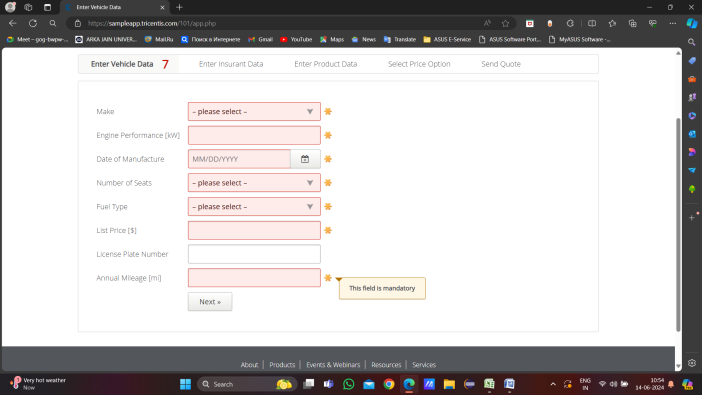 Enter Vehicle Data
https://sampleapp.tricentis.com/101/app.php
Meet – gog-bwpw-... ARKA JAIN UNIVER... Mail.Ru Поиск в Интернете Gmail YouTube Maps News Translate ASUS E-Service ASUS Software Port... MyASUS Software -...
Enter Vehicle Data 7 Enter Insurant Data Enter Product Data Select Price Option Send Quote
Make – please select –
Engine Performance [kW]
Date of Manufacture MM/DD/YYYY
Number of Seats – please select –
Fuel Type – please select –
List Price [$]
License Plate Number
Annual Mileage [mi]
This field is mandatory
Next »
About | Products | Events & Webinars | Resources | Services
Very hot weather
Now
Search
ENG
IN
10:54
14-06-2024